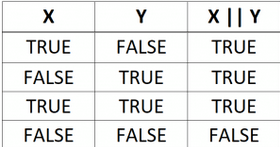 X Y X || Y
TRUE FALSE TRUE
FALSE TRUE TRUE
TRUE TRUE TRUE
FALSE FALSE FALSE